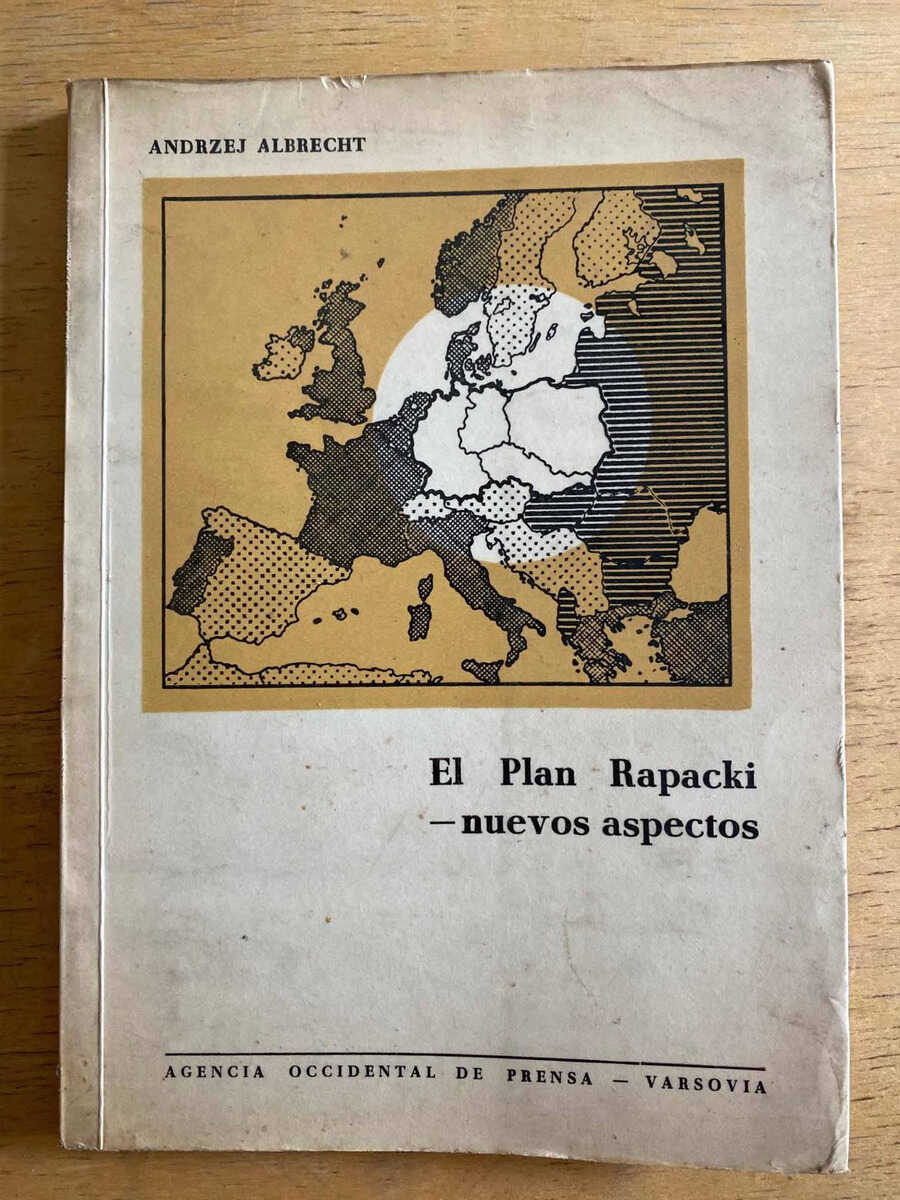 ANDRZEJ ALBRECHT
El Plan Rapacki
—nuevos aspectos
AGENCIA OCCIDENTAL DE PRENSA — VARSOVIA